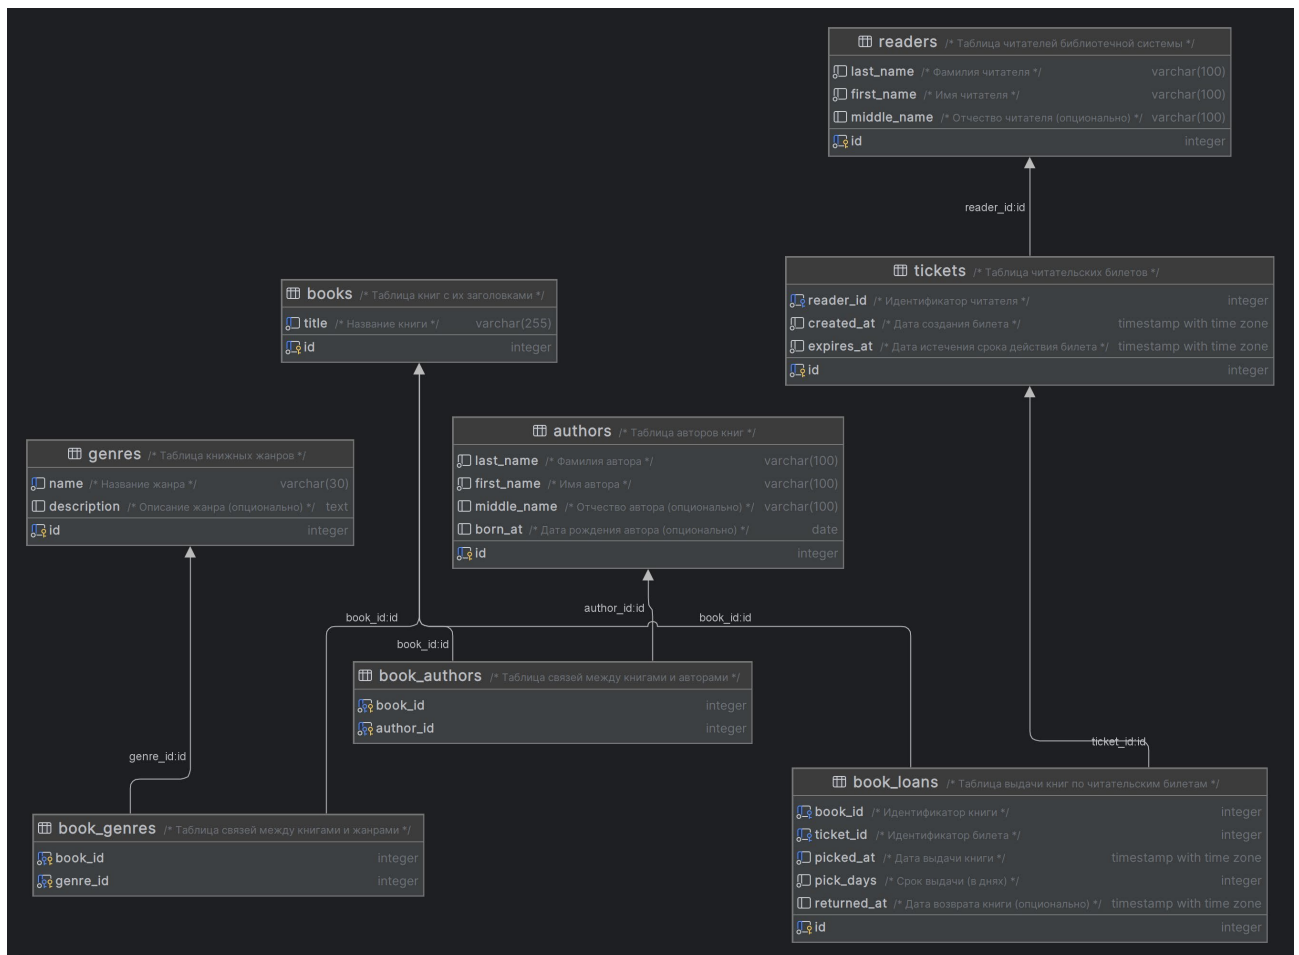 readers /* Таблица читателей библиотечной системы */
last_name /* Фамилия читателя */ varchar(100)
first_name /* Имя читателя */ varchar(100)
middle_name /* Отчество читателя (опционально) */ varchar(100)
id integer
reader_id:id
tickets /* Таблица читательских билетов */
reader_id /* Идентификатор читателя */ integer
created_at /* Дата создания билета */ timestamp with time zone
expires_at /* Дата истечения срока действия билета */ timestamp with time zone
id integer
books /* Таблица книг с их заголовками */
title /* Название книги */ varchar(255)
id integer
authors /* Таблица авторов книг */
last_name /* Фамилия автора */ varchar(100)
first_name /* Имя автора */ varchar(100)
middle_name /* Отчество автора (опционально) */ varchar(100)
born_at /* Дата рождения автора (опционально) */ date
id integer
genres /* Таблица книжных жанров */
name /* Название жанра */ varchar(30)
description /* Описание жанра (опционально) */ text
id integer
author_id:id
book_id:id
book_id:id
book_id:id
book_authors /* Таблица связей между книгами и авторами */
book_id integer
author_id integer
genre_id:id
ticket_id:id
book_genres /* Таблица связей между книгами и жанрами */
book_id integer
genre_id integer
book_loans /* Таблица выдачи книг по читательским билетам */
book_id /* Идентификатор книги */ integer
ticket_id /* Идентификатор билета */ integer
picked_at /* Дата выдачи книги */ timestamp with time zone
pick_days /* Срок выдачи (в днях) */ integer
returned_at /* Дата возврата книги (опционально) */ timestamp with time zone
id integer